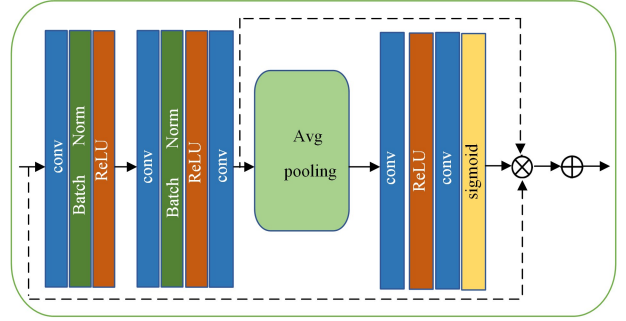 conv
Batch Norm
ReLU
conv
Batch Norm
ReLU
conv
Avg
pooling
conv
ReLU
conv
sigmoid